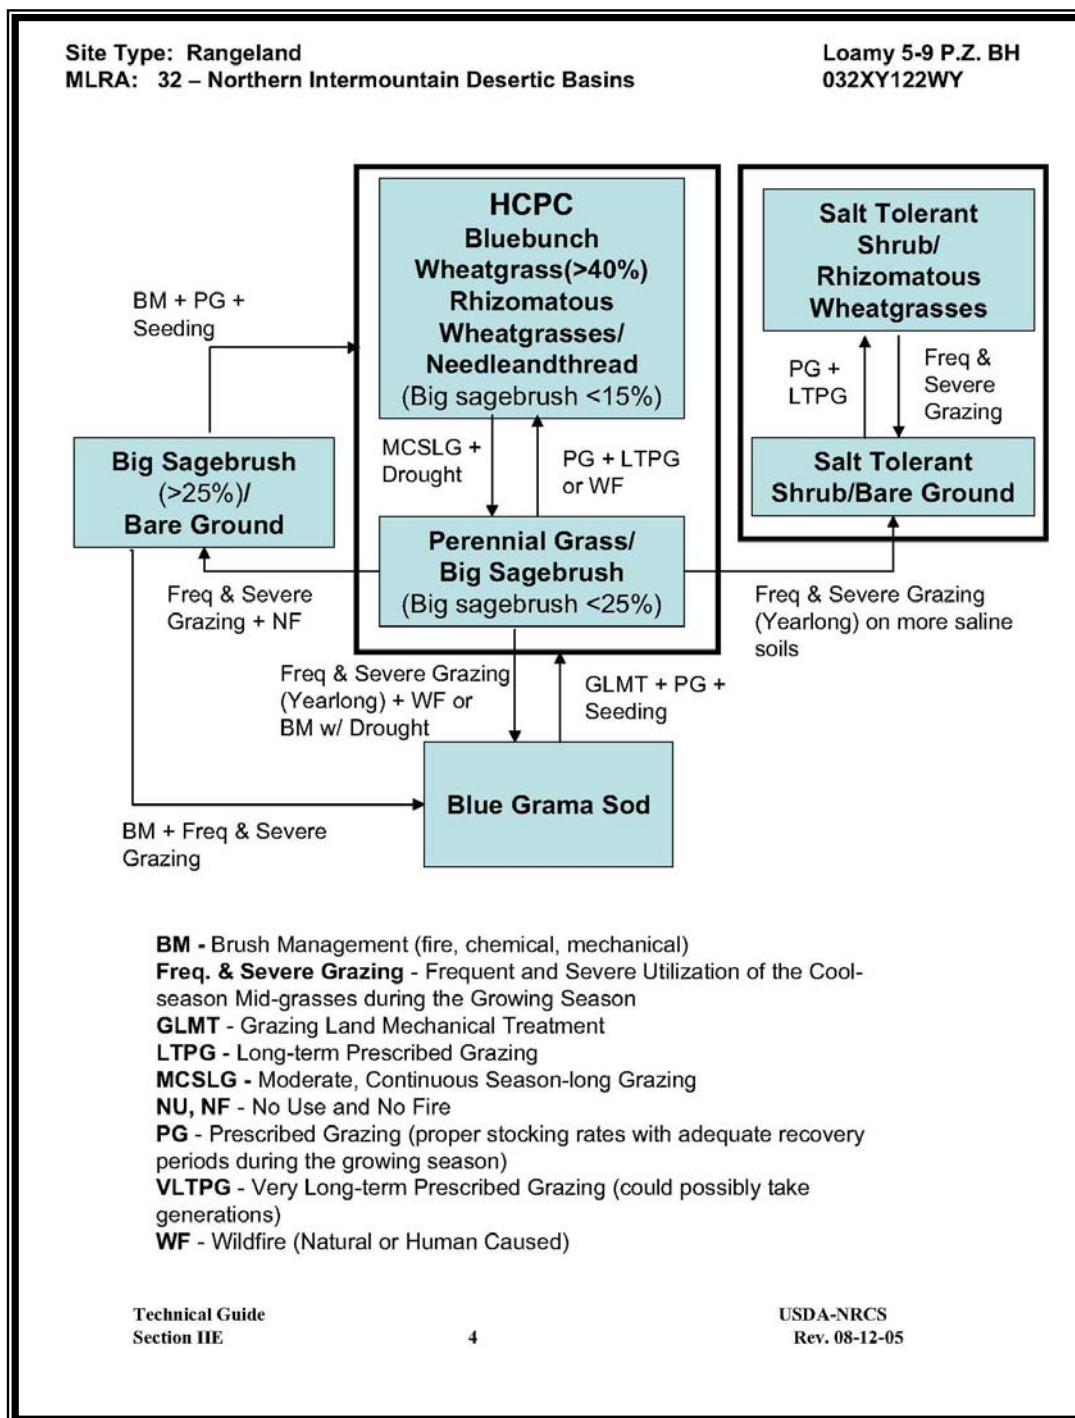 Site Type: Rangeland
MLRA: 32 – Northern Intermountain Desertic Basins
Loamy 5-9 P.Z. BH
032XY122WY
HCPC
Bluebunch
Wheatgrass(>40%)
Rhizomatous
Wheatgrasses/
Needleandthread
(Big sagebrush <15%)
Salt Tolerant
Shrub/
Rhizomatous
Wheatgrasses
BM + PG +
Seeding
PG +
LTPG
Freq &
Severe
Grazing
MCSLG +
Drought
PG + LTPG
or WF
Big Sagebrush
(>25%)/
Bare Ground
Salt Tolerant
Shrub/Bare Ground
Perennial Grass/
Big Sagebrush
(Big sagebrush <25%)
Freq & Severe
Grazing + NF
Freq & Severe Grazing
(Yearlong) on more saline
soils
Freq & Severe Grazing
(Yearlong) + WF or
BM w/ Drought
GLMT + PG +
Seeding
Blue Grama Sod
BM + Freq & Severe
Grazing
BM - Brush Management (fire, chemical, mechanical)
Freq. & Severe Grazing - Frequent and Severe Utilization of the Cool-
season Mid-grasses during the Growing Season
GLMT - Grazing Land Mechanical Treatment
LTPG - Long-term Prescribed Grazing
MCSLG - Moderate, Continuous Season-long Grazing
NU, NF - No Use and No Fire
PG - Prescribed Grazing (proper stocking rates with adequate recovery
periods during the growing season)
VLTPG - Very Long-term Prescribed Grazing (could possibly take
generations)
WF - Wildfire (Natural or Human Caused)
Technical Guide
Section IIE
4
USDA-NRCS
Rev. 08-12-05